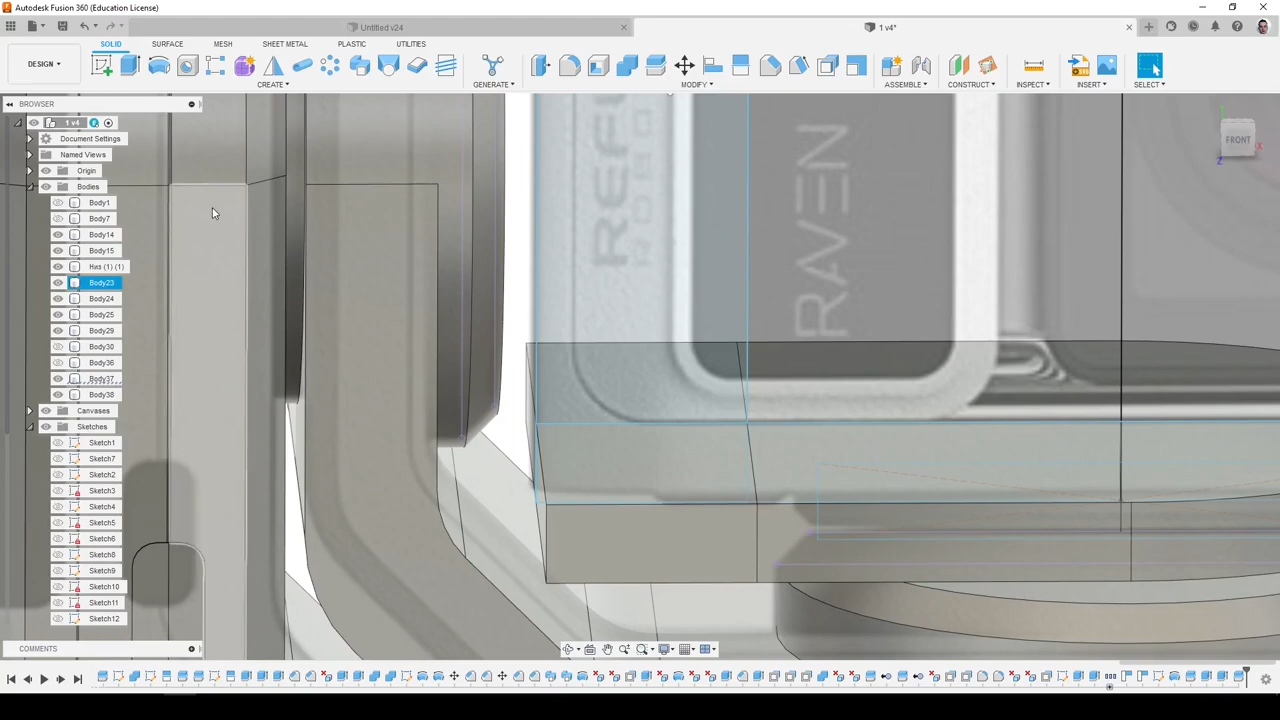 Autodesk Fusion 360 (Education License)
Untitled v24
1 v4*
DESIGN
SOLID
SURFACE
MESH
SHEET METAL
PLASTIC
UTILITIES
CREATE
GENERATE
MODIFY
ASSEMBLE
CONSTRUCT
INSPECT
INSERT
SELECT
BROWSER
1 v4
Document Settings
Named Views
Origin
Bodies
Body1
Body7
Body14
Body15
Низ (1) (1)
Body23
Body24
Body25
Body29
Body30
Body36
Body37
Body38
Canvases
Sketches
Sketch1
Sketch7
Sketch2
Sketch3
Sketch4
Sketch5
Sketch6
Sketch8
Sketch9
Sketch10
Sketch11
Sketch12
COMMENTS
RAVEN
FRONT
Y
X
Z